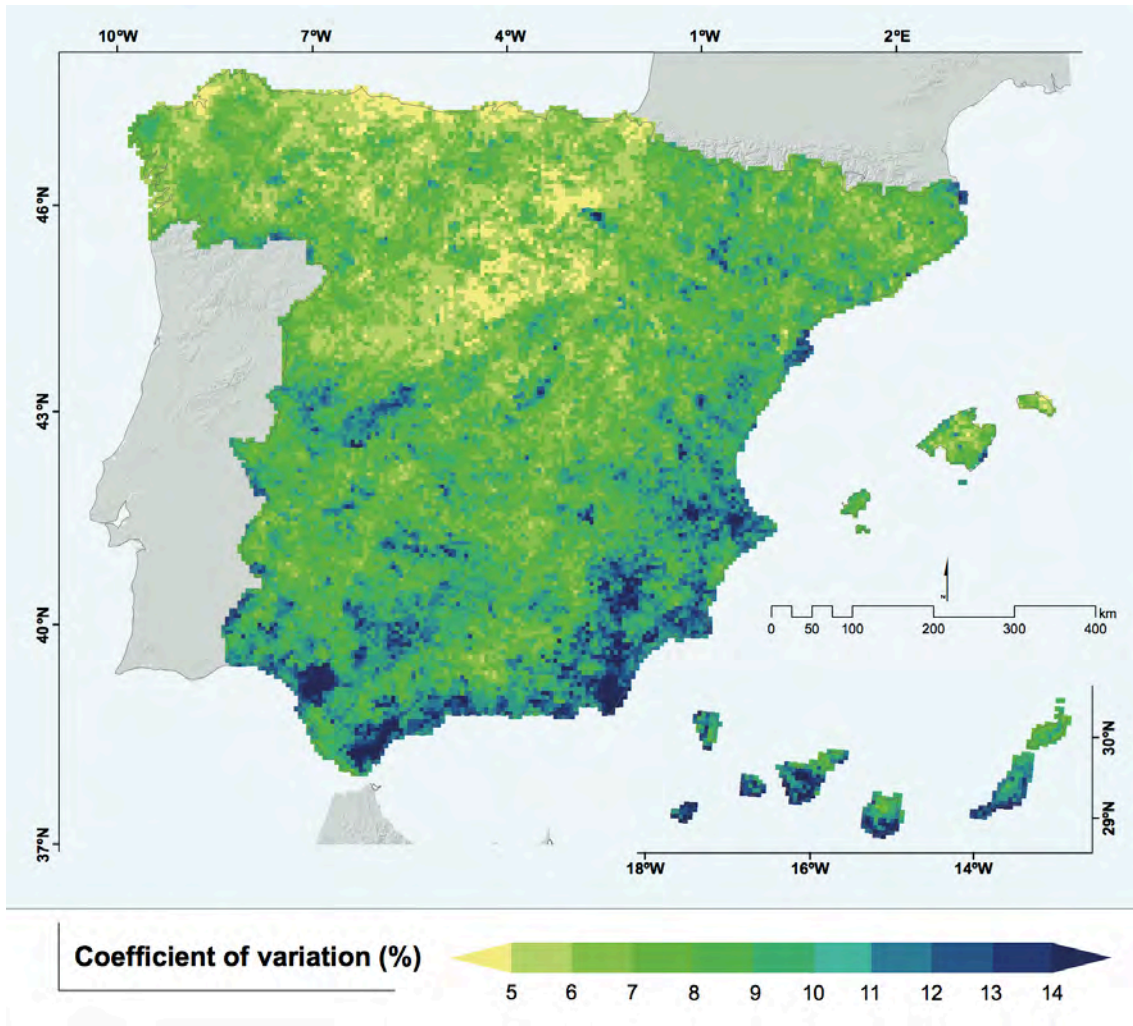 10ºW 7ºW 4ºW 1ºW 2ºE
46ºN
43ºN
40ºN
37ºN
N
km
0 50 100 200 300 400
30ºN
29ºN
18ºW 16ºW 14ºW
Coefficient of variation (%)
5 6 7 8 9 10 11 12 13 14